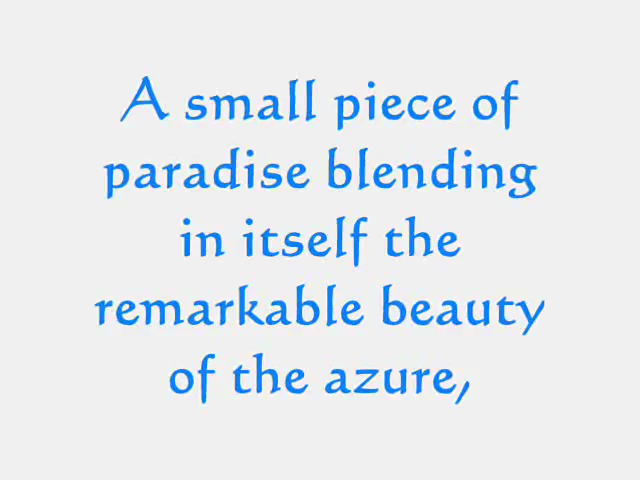 A small piece of
paradise blending
in itself the
remarkable beauty
of the azure,